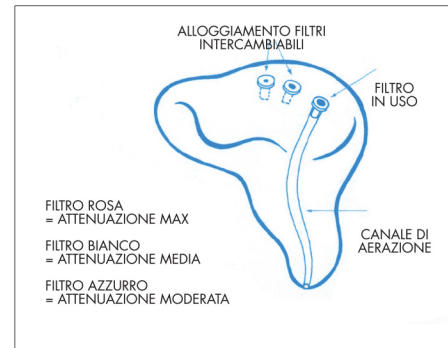 ALLOGGIAMENTO FILTRI
INTERCAMBIABILI
FILTRO
IN USO
CANALE DI
AERAZIONE
FILTRO ROSA
= ATTENUAZIONE MAX
FILTRO BIANCO
= ATTENUAZIONE MEDIA
FILTRO AZZURRO
= ATTENUAZIONE MODERATA